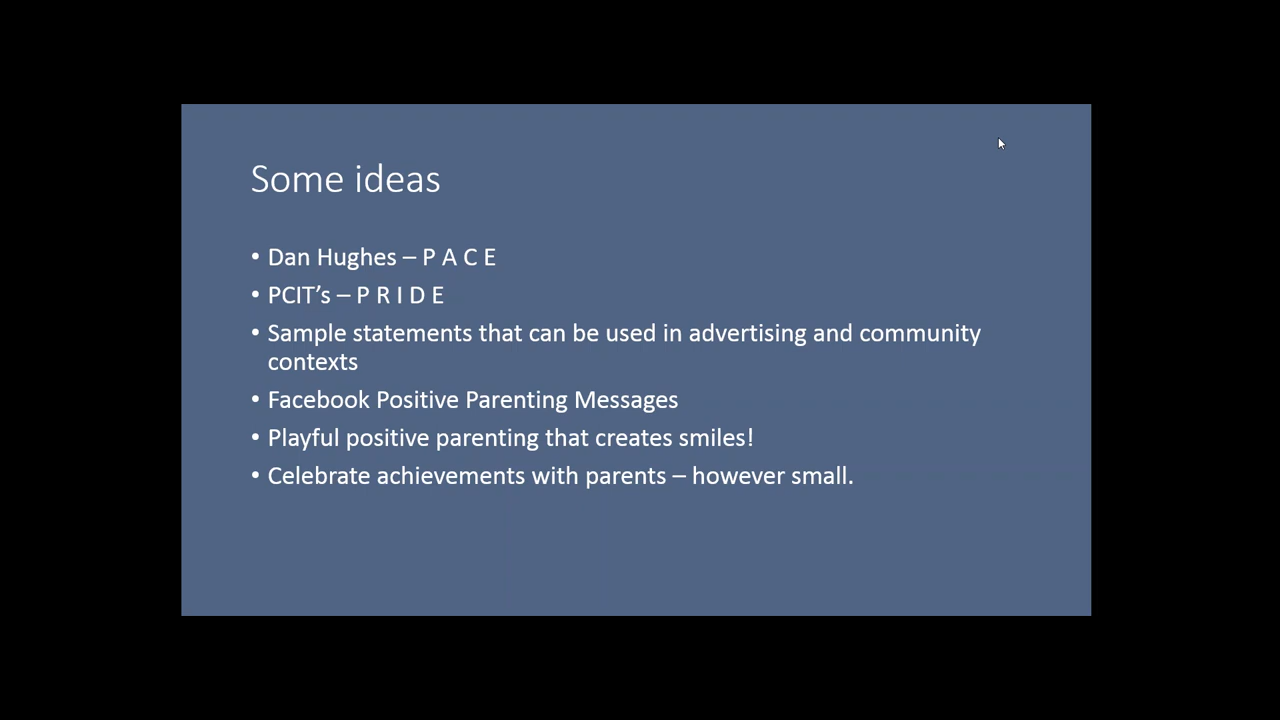 Some ideas
• Dan Hughes – P A C E
• PCIT’s – P R I D E
• Sample statements that can be used in advertising and community
contexts
• Facebook Positive Parenting Messages
• Playful positive parenting that creates smiles!
• Celebrate achievements with parents – however small.